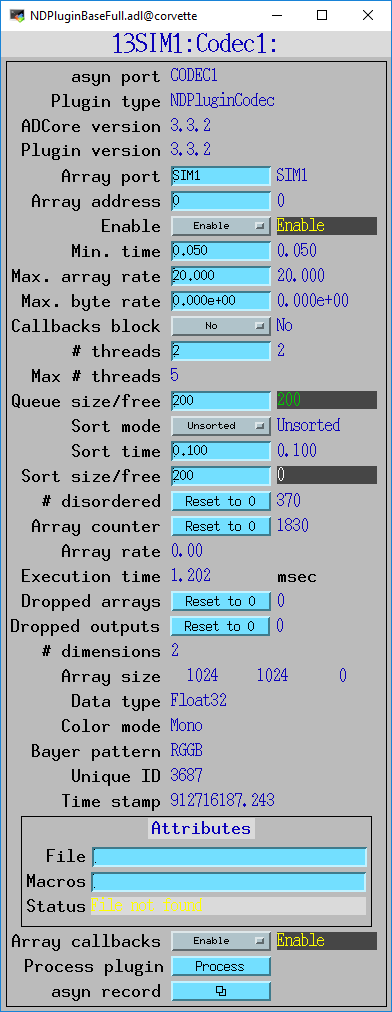 NDPluginBaseFull.adl@corvette
13SIM1:Codec1:
asyn port CODEC1
Plugin type NDPluginCodec
ADCore version 3.3.2
Plugin version 3.3.2
Array port SIM1 SIM1
Array address 0 0
Enable Enable Enable
Min. time 0.050 0.050
Max. array rate 20.000 20.000
Max. byte rate 0.000e+00 0.000e+00
Callbacks block No No
# threads 2 2
Max # threads 5
Queue size/free 200 200
Sort mode Unsorted Unsorted
Sort time 0.100 0.100
Sort size/free 200 0
# disordered Reset to 0 370
Array counter Reset to 0 1830
Array rate 0.00
Execution time 1.202 msec
Dropped arrays Reset to 0 0
Dropped outputs Reset to 0 0
# dimensions 2
Array size 1024 1024 0
Data type Float32
Color mode Mono
Bayer pattern RGGB
Unique ID 3687
Time stamp 912716187.243
Attributes
File
Macros
Status File not found
Array callbacks Enable Enable
Process plugin Process
asyn record